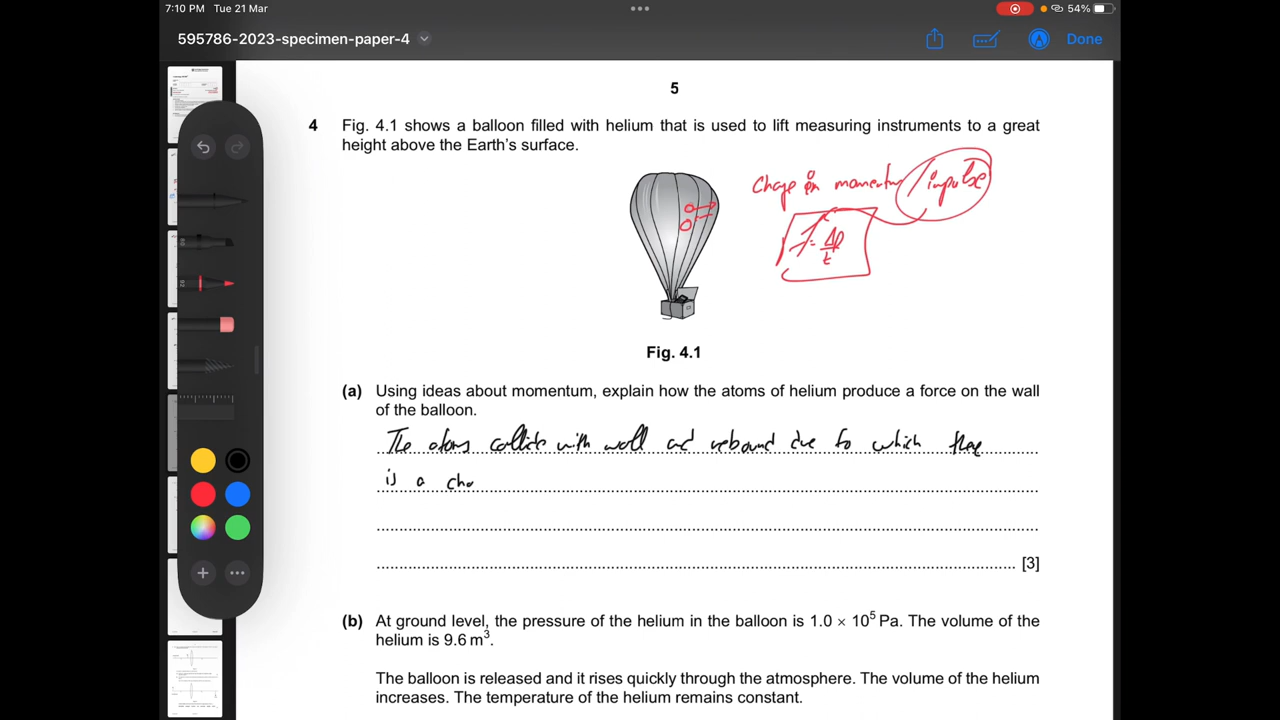 7:10 PM Tue 21 Mar
54%
595786-2023-specimen-paper-4
Done
5
4 Fig. 4.1 shows a balloon filled with helium that is used to lift measuring instruments to a great
height above the Earth's surface.
Change in momentum / impulse
F = Δp
t
Fig. 4.1
(a) Using ideas about momentum, explain how the atoms of helium produce a force on the wall
of the balloon.
The atoms collide with wall and rebound due to which there
is a cha
[3]
(b) At ground level, the pressure of the helium in the balloon is 1.0 × 10⁵ Pa. The volume of the
helium is 9.6 m³.
The balloon is released and it rises quickly through the atmosphere. The volume of the helium
increases. The temperature of the helium remains constant.